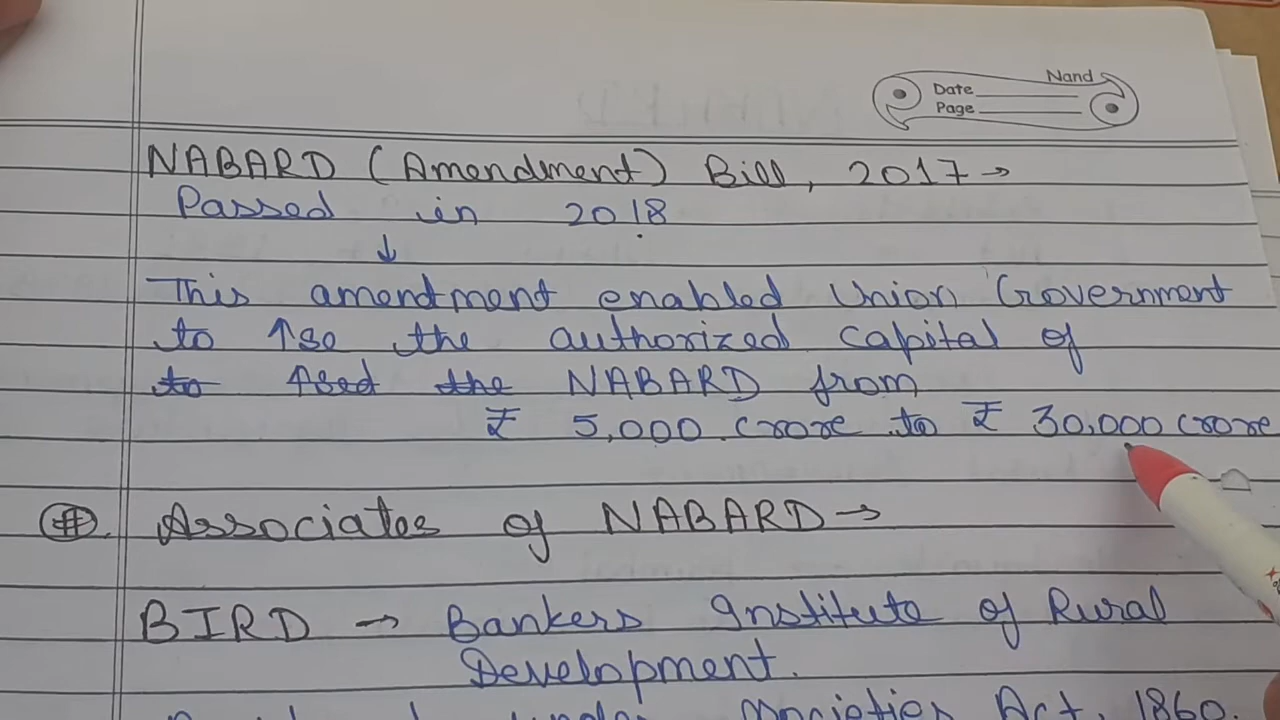 Nand
Date
Page
NABARD (Amendment) Bill, 2017→
Passed in 2018
↓
This amendment enabled Union Government
to ↑se the authorized capital of
to ↑sed the NABARD from
₹ 5,000 crore to ₹ 30,000 crore
#. Associates of NABARD →
BIRD → Bankers Institute of Rural
Development.
under Societies Act, 1860.